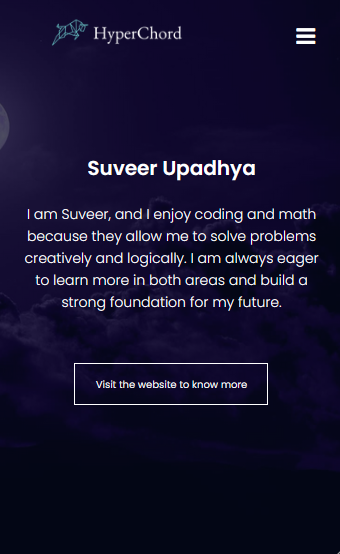 HyperChord
Suveer Upadhya
I am Suveer, and I enjoy coding and math
because they allow me to solve problems
creatively and logically. I am always eager
to learn more in both areas and build a
strong foundation for my future.
Visit the website to know more